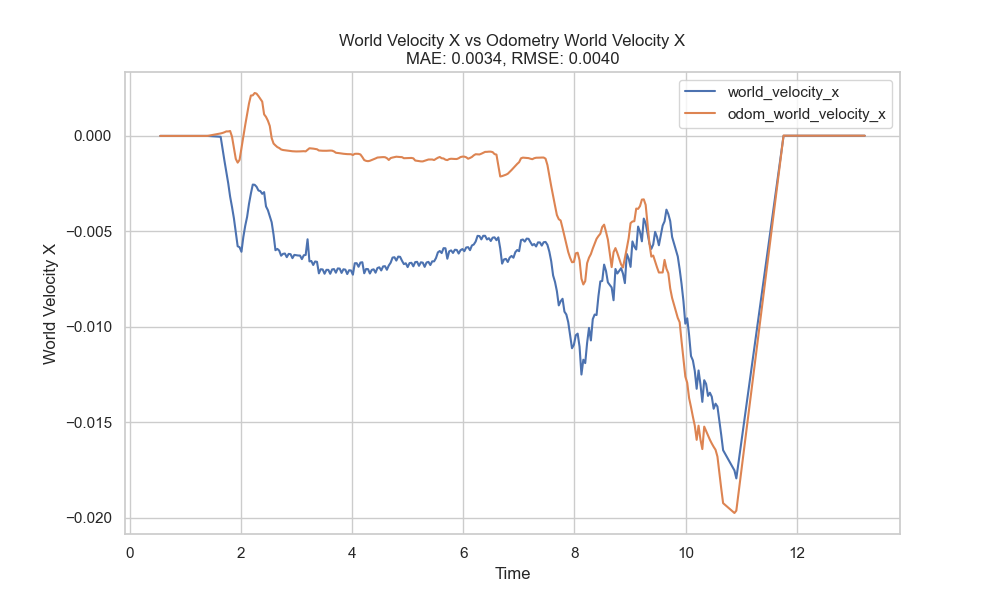 World Velocity X vs Odometry World Velocity X
MAE: 0.0034, RMSE: 0.0040
world_velocity_x
odom_world_velocity_x
World Velocity X
0.000
−0.005
−0.010
−0.015
−0.020
0 2 4 6 8 10 12
Time